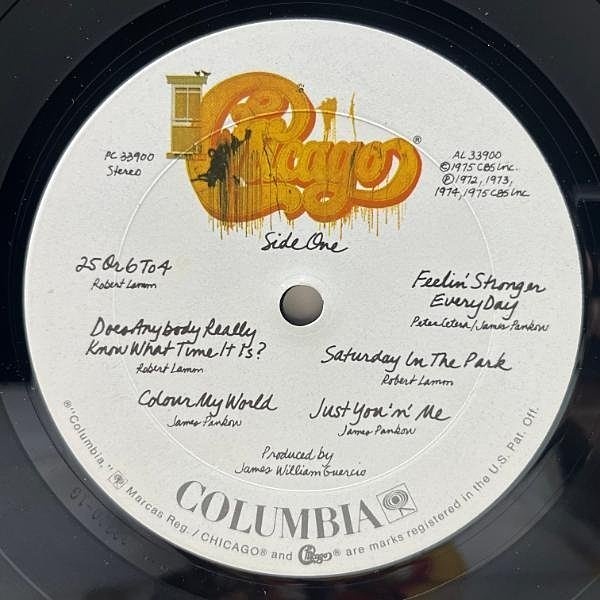 Chicago ®
PC 33900
Stereo
AL 33900
©1975 CBS Inc.
℗1972, 1973,
1974, 1975 CBS Inc
Side One
25 Or 6 To 4
Robert Lamm
Does Anybody Really
Know What Time It Is?
Robert Lamm
Colour My World
James Pankow
Feelin' Stronger
Every Day
Peter Cetera/James Pankow
Saturday In The Park
Robert Lamm
Just You 'n' Me
James Pankow
Produced by
James William Guercio
COLUMBIA
®"Columbia," Marcas Reg. / CHICAGO® and Chicago ® are marks registered in the U.S. Pat. Off.